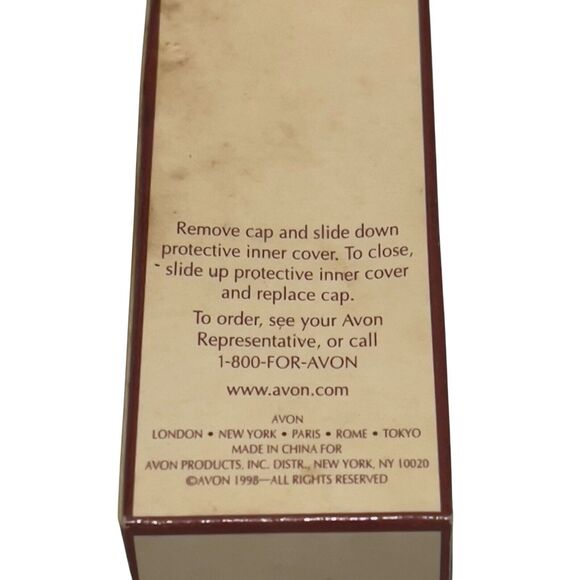 Remove cap and slide down
protective inner cover. To close,
slide up protective inner cover
and replace cap.
To order, see your Avon
Representative, or call
1-800-FOR-AVON
www.avon.com
AVON
LONDON • NEW YORK • PARIS • ROME • TOKYO
MADE IN CHINA FOR
AVON PRODUCTS, INC. DISTR., NEW YORK, NY 10020
©AVON 1998—ALL RIGHTS RESERVED